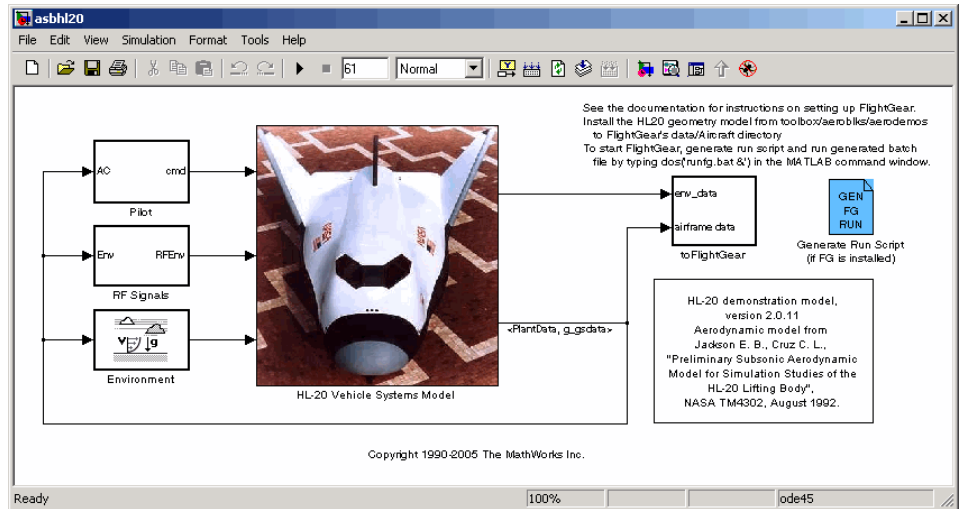 asbhl20
File Edit View Simulation Format Tools Help
61 Normal
See the documentation for instructions on setting up FlightGear.
Install the HL20 geometry model from toolbox/aeroblks/aerodemos
to FlightGear's data/Aircraft directory
To start FlightGear, generate run script and run generated batch
file by typing dos('runfg.bat &') in the MATLAB command window.
AC cmd
Pilot
Env RFEnv
RF Signals
V g
Environment
HL-20 Vehicle Systems Model
<PlantData, g_gsdata>
env_data
airframe data
toFlightGear
GEN
FG
RUN
Generate Run Script
(if FG is installed)
HL-20 demonstration model,
version 2.0.11
Aerodynamic model from
Jackson E. B., Cruz C. L.,
"Preliminary Subsonic Aerodynamic
Model for Simulation Studies of the
HL-20 Lifting Body",
NASA TM4302, August 1992.
Copyright 1990-2005 The MathWorks Inc.
Ready 100% ode45